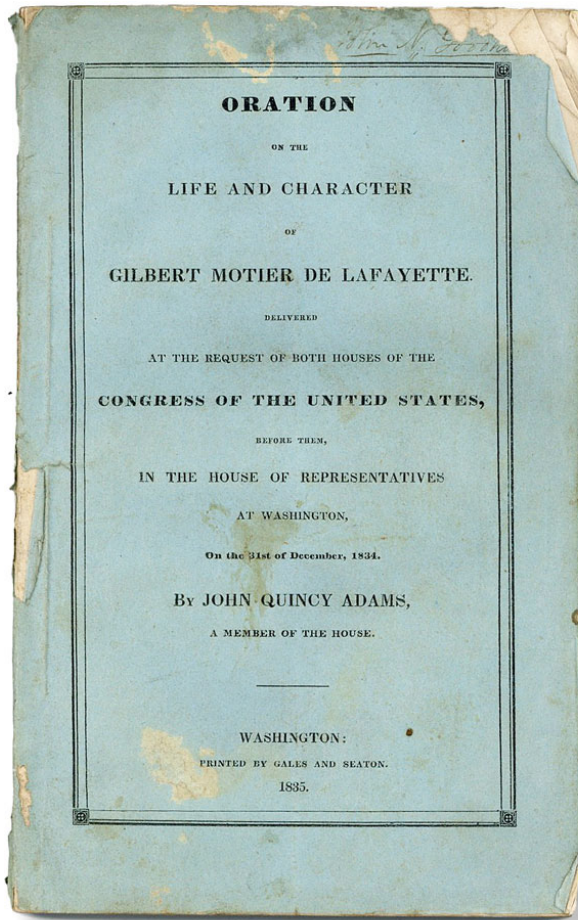 ORATION
ON THE
LIFE AND CHARACTER
OF
GILBERT MOTIER DE LAFAYETTE.
DELIVERED
AT THE REQUEST OF BOTH HOUSES OF THE
CONGRESS OF THE UNITED STATES,
BEFORE THEM,
IN THE HOUSE OF REPRESENTATIVES
AT WASHINGTON,
On the 31st of December, 1834.
BY JOHN QUINCY ADAMS,
A MEMBER OF THE HOUSE.
WASHINGTON:
PRINTED BY GALES AND SEATON.
1835.